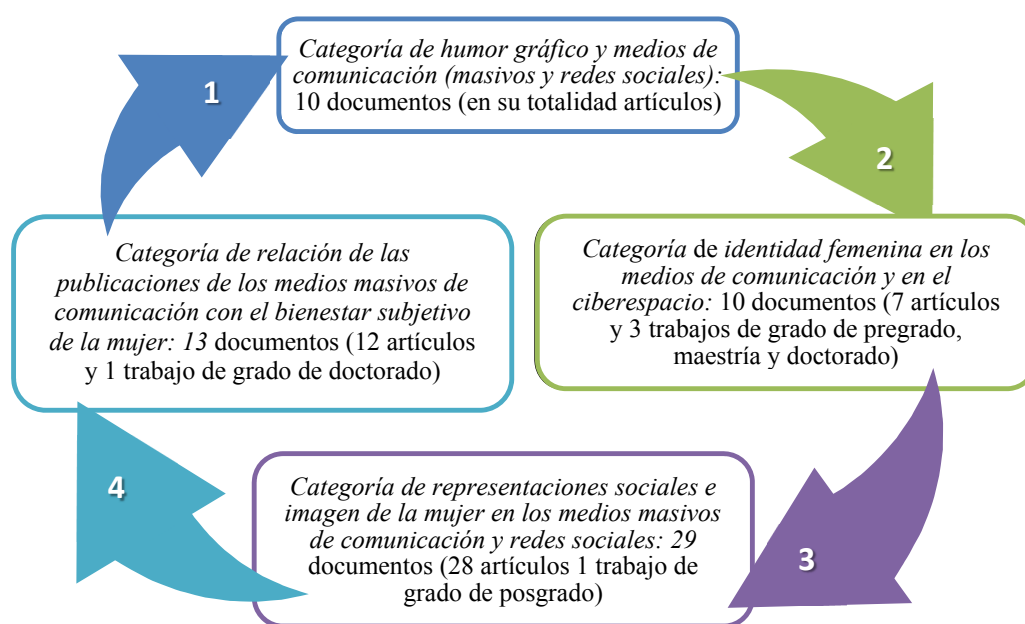 1
Categoría de humor gráfico y medios de
comunicación (masivos y redes sociales):
10 documentos (en su totalidad artículos)
2
Categoría de identidad femenina en los
medios de comunicación y en el
ciberespacio: 10 documentos (7 artículos
y 3 trabajos de grado de pregrado,
maestría y doctorado)
3
Categoría de representaciones sociales e
imagen de la mujer en los medios masivos
de comunicación y redes sociales: 29
documentos (28 artículos 1 trabajo de
grado de posgrado)
4
Categoría de relación de las
publicaciones de los medios masivos de
comunicación con el bienestar subjetivo
de la mujer: 13 documentos (12 artículos
y 1 trabajo de grado de doctorado)